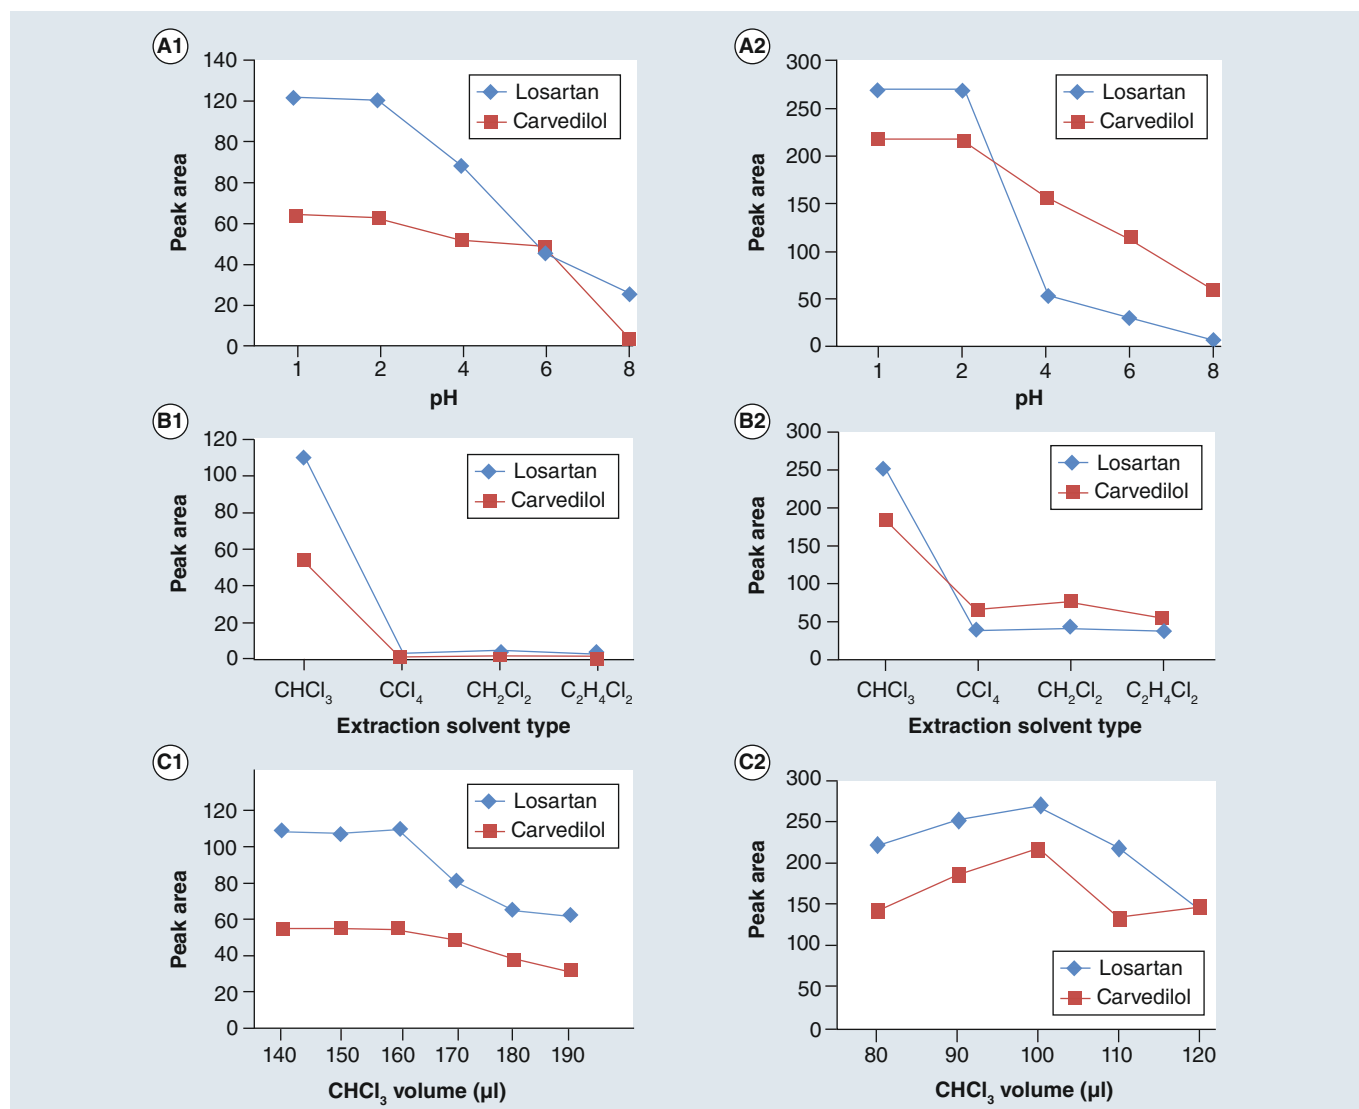 A1
140
120
80
80
60
40
20
0
Peak area
Losartan
Carvedilol
1 2 4 6 8
pH
A2
300
250
200
150
100
50
0
Peak area
Losartan
Carvedilol
1 2 4 6 8
pH
B1
120
100
80
60
40
20
0
Peak area
Losartan
Carvedilol
CHCl₃ CCl₄ CH₂Cl₂ C₂H₄Cl₂
Extraction solvent type
B2
300
250
200
150
100
50
0
Peak area
Losartan
Carvedilol
CHCl₃ CCl₄ CH₂Cl₂ C₂H₄Cl₂
Extraction solvent type
C1
120
100
80
60
40
20
0
Peak area
Losartan
Carvedilol
140 150 160 170 180 190
CHCl₃ volume (µl)
C2
300
250
200
150
100
50
0
Peak area
Losartan
Carvedilol
80 90 100 110 120
CHCl₃ volume (µl)